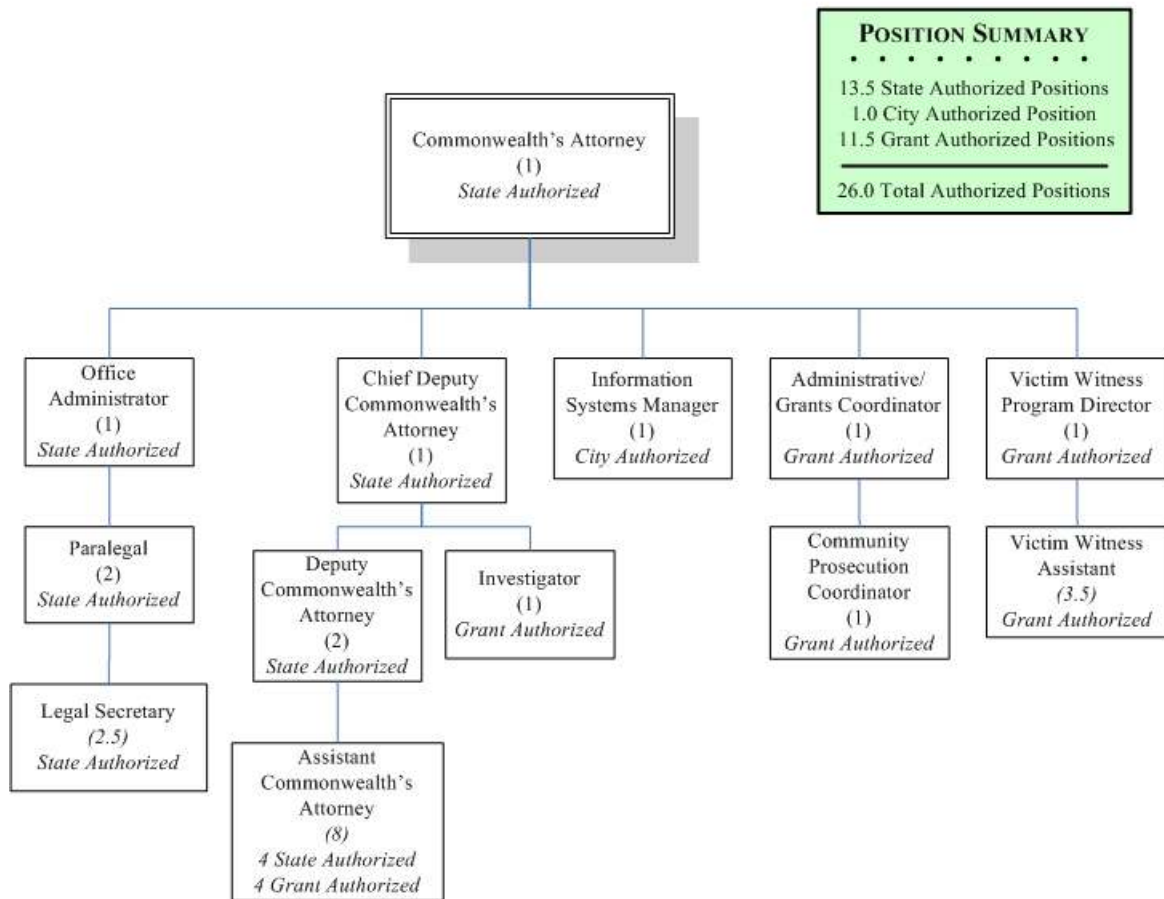 POSITION SUMMARY
• • • • • • • • •
13.5 State Authorized Positions
1.0 City Authorized Position
11.5 Grant Authorized Positions
26.0 Total Authorized Positions
Commonwealth's Attorney
(1)
State Authorized
Office
Administrator
(1)
State Authorized
Chief Deputy
Commonwealth's
Attorney
(1)
State Authorized
Information
Systems Manager
(1)
City Authorized
Administrative/
Grants Coordinator
(1)
Grant Authorized
Victim Witness
Program Director
(1)
Grant Authorized
Paralegal
(2)
State Authorized
Deputy
Commonwealth's
Attorney
(2)
State Authorized
Investigator
(1)
Grant Authorized
Community
Prosecution
Coordinator
(1)
Grant Authorized
Victim Witness
Assistant
(3.5)
Grant Authorized
Legal Secretary
(2.5)
State Authorized
Assistant
Commonwealth's
Attorney
(8)
4 State Authorized
4 Grant Authorized